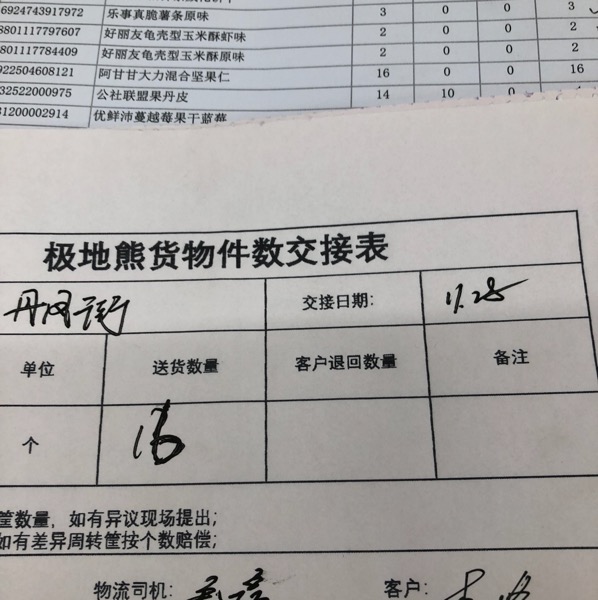 6924743917972 乐事真脆薯条原味 3 0 0 3
8801117797607 好丽友龟壳型玉米酥虾味 2 0 0 2
8801117784409 好丽友龟壳型玉米酥原味 2 0 0 2
922504608121 阿甘甘大力混合坚果仁 16 0 0 16
32522000975 公社联盟果丹皮 14 10 0
31200002914 优鲜沛蔓越莓果干蓝莓
极地熊货物件数交接表
丹凤街 交接日期: 11.28
单位 送货数量 客户退回数量 备注
个 16
筐数量，如有异议现场提出;
如有差异周转筐按个数赔偿;
物流司机: 客户: